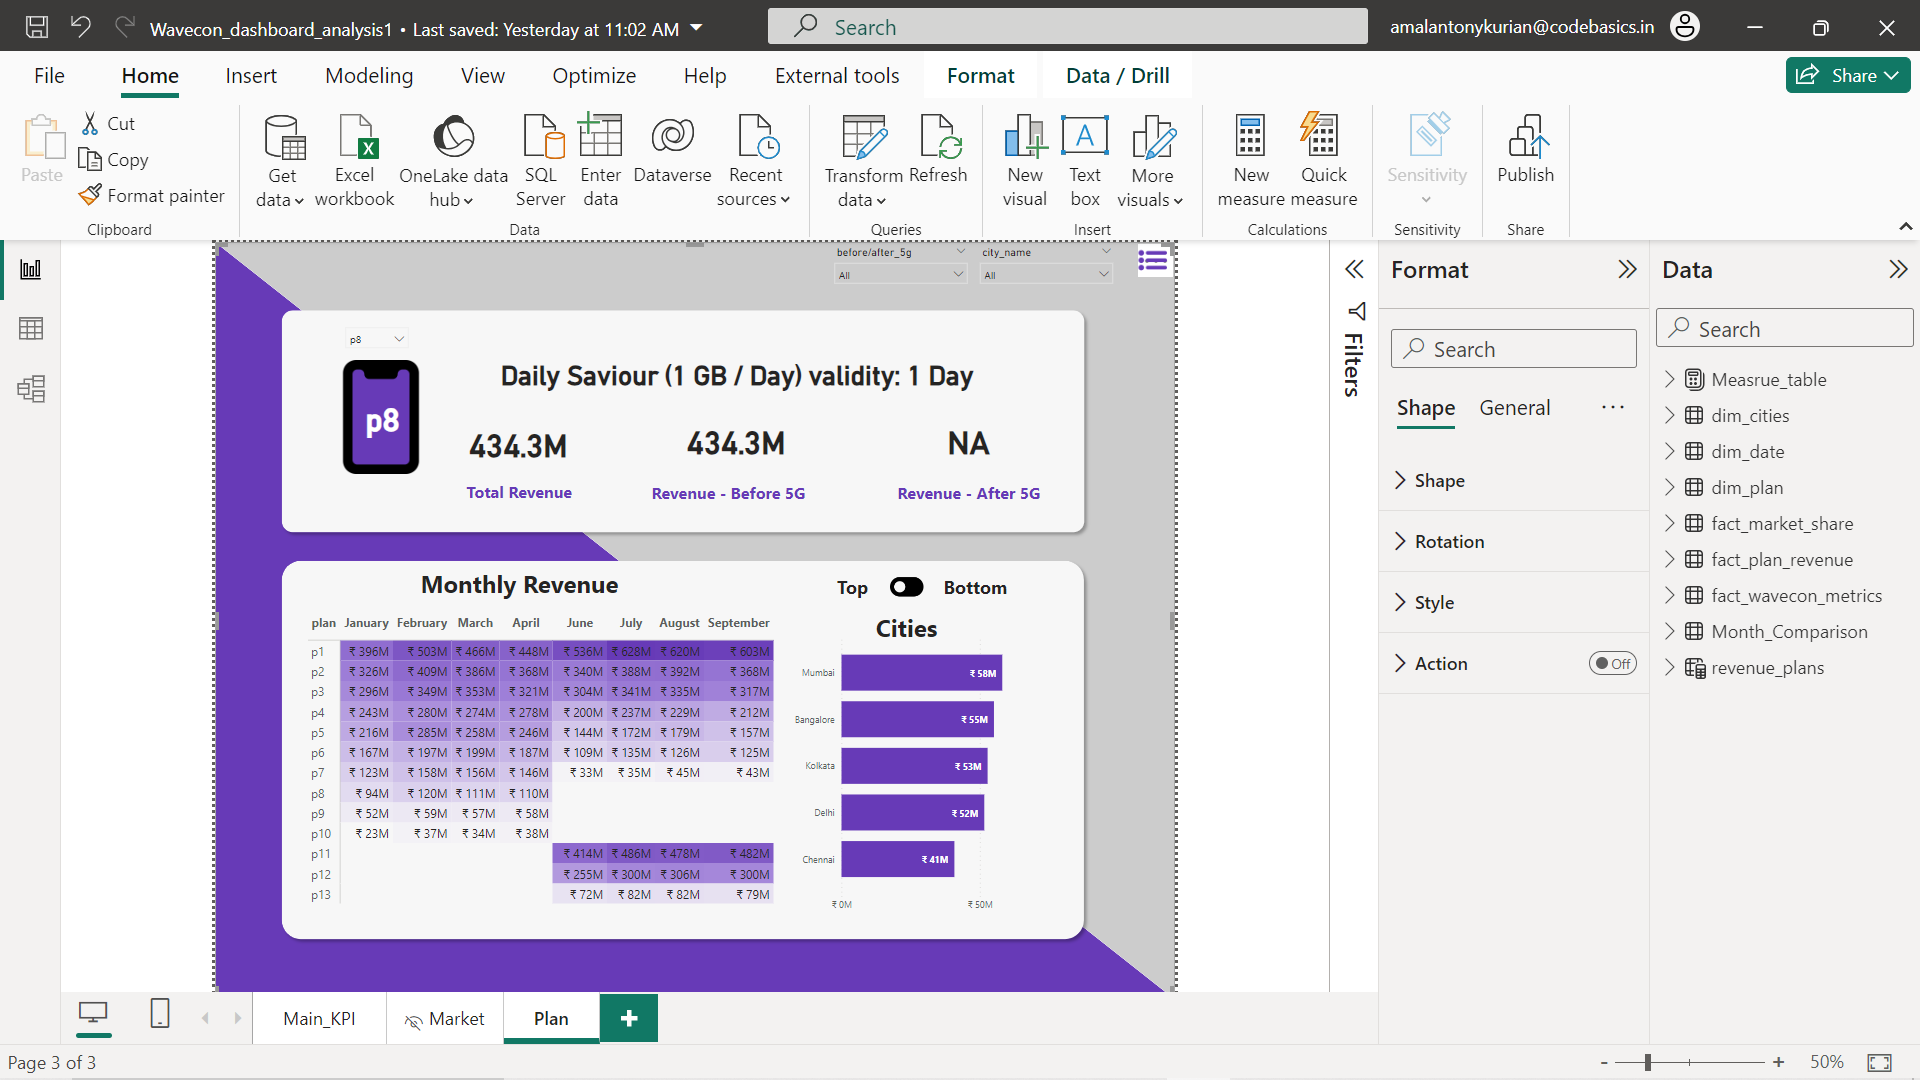 Wavecon_dashboard_analysis1 • Last saved: Yesterday at 11:02 AM
Search
amalantonykurian@codebasics.in
File Home Insert Modeling View Optimize Help External tools Format Data / Drill
Share
Paste
Cut
Copy
Format painter
Clipboard
Get data
Excel workbook
OneLake data hub
SQL Server
Enter data
Dataverse
Recent sources
Data
Transform data
Refresh
Queries
New visual
Text box
More visuals
Insert
New measure
Quick measure
Calculations
Sensitivity
Sensitivity
Publish
Share
before/after_5g
All
city_name
All
p8
p8
Daily Saviour (1 GB / Day) validity: 1 Day
434.3M 434.3M NA
Total Revenue Revenue - Before 5G Revenue - After 5G
Monthly Revenue
plan January February March April June July August September
p1 ₹ 396M ₹ 503M ₹ 466M ₹ 448M ₹ 536M ₹ 628M ₹ 620M ₹ 603M
p2 ₹ 326M ₹ 409M ₹ 386M ₹ 368M ₹ 340M ₹ 388M ₹ 392M ₹ 368M
p3 ₹ 296M ₹ 349M ₹ 353M ₹ 321M ₹ 304M ₹ 341M ₹ 335M ₹ 317M
p4 ₹ 243M ₹ 280M ₹ 274M ₹ 278M ₹ 200M ₹ 237M ₹ 229M ₹ 212M
p5 ₹ 216M ₹ 285M ₹ 258M ₹ 246M ₹ 144M ₹ 172M ₹ 179M ₹ 157M
p6 ₹ 167M ₹ 197M ₹ 199M ₹ 187M ₹ 109M ₹ 135M ₹ 126M ₹ 125M
p7 ₹ 123M ₹ 158M ₹ 156M ₹ 146M ₹ 33M ₹ 35M ₹ 45M ₹ 43M
p8 ₹ 94M ₹ 120M ₹ 111M ₹ 110M
p9 ₹ 52M ₹ 59M ₹ 57M ₹ 58M
p10 ₹ 23M ₹ 37M ₹ 34M ₹ 38M
p11 ₹ 414M ₹ 486M ₹ 478M ₹ 482M
p12 ₹ 255M ₹ 300M ₹ 306M ₹ 300M
p13 ₹ 72M ₹ 82M ₹ 82M ₹ 79M
Top Bottom
Cities
Mumbai ₹ 58M
Bangalore ₹ 55M
Kolkata ₹ 53M
Delhi ₹ 52M
Chennai ₹ 41M
₹ 0M ₹ 50M
Filters
Format
Search
Shape General ...
Shape
Rotation
Style
Action Off
Data
Search
Measrue_table
dim_cities
dim_date
dim_plan
fact_market_share
fact_plan_revenue
fact_wavecon_metrics
Month_Comparison
revenue_plans
Main_KPI Market Plan +
Page 3 of 3
- + 50%